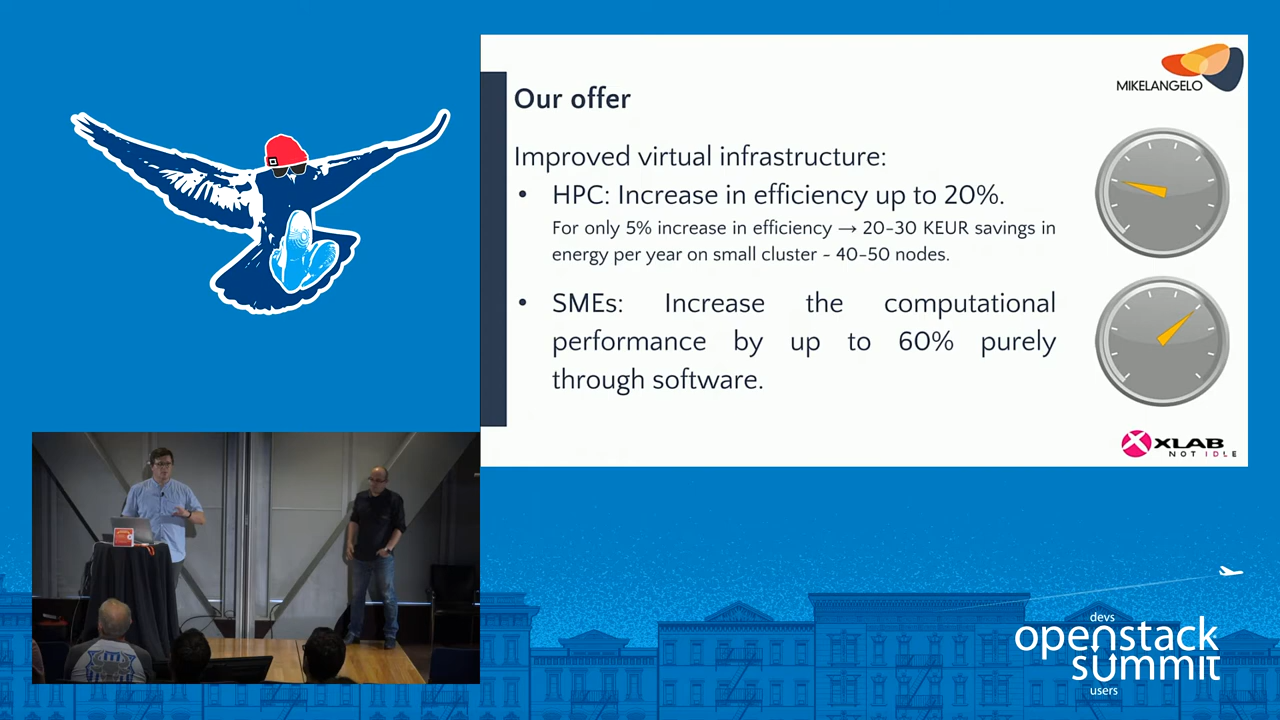 MIKELANGELO
Our offer
Improved virtual infrastructure:
• HPC: Increase in efficiency up to 20%.
For only 5% increase in efficiency → 20-30 KEUR savings in
energy per year on small cluster - 40-50 nodes.
• SMEs: Increase the computational
performance by up to 60% purely
through software.
XLAB
NOT IDLE
devs
openstack
summit
users